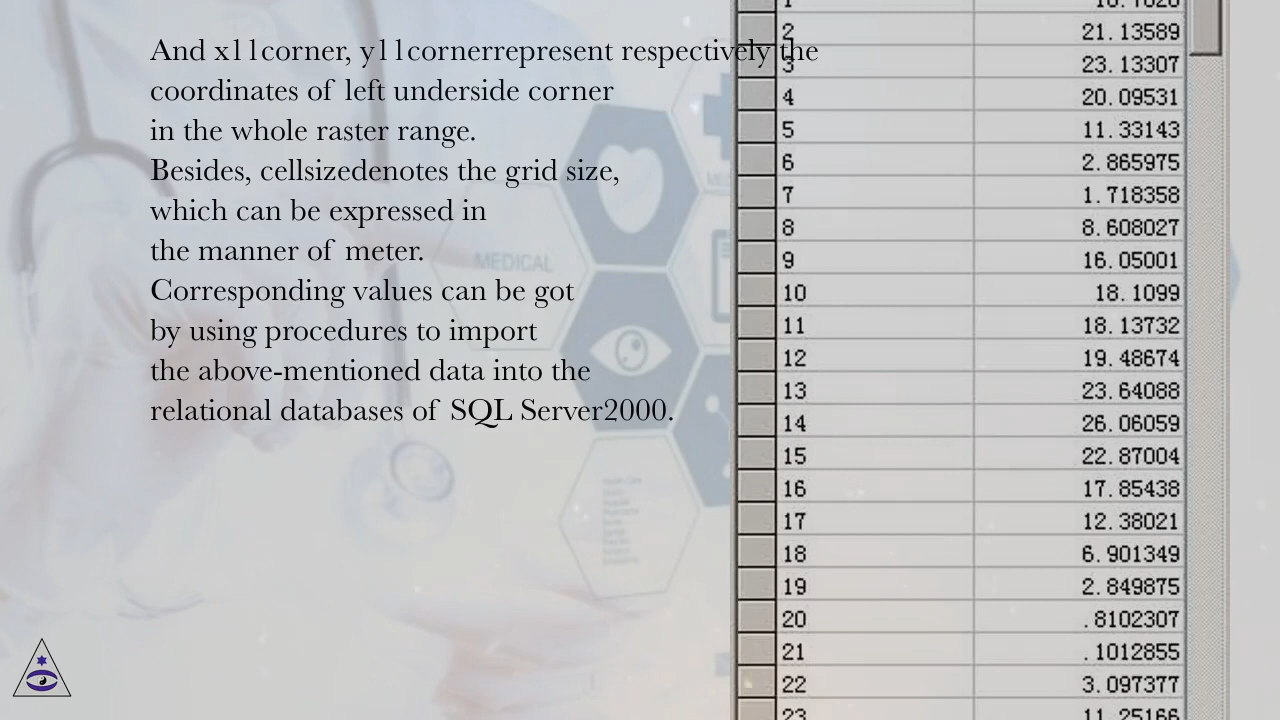 And x11corner, y11cornerrepresent respectively the
coordinates of left underside corner
in the whole raster range.
Besides, cellsizedenotes the grid size,
which can be expressed in
the manner of meter.
Corresponding values can be got
by using procedures to import
the above-mentioned data into the
relational databases of SQL Server2000.
MEDICAL
1
2 21.13589
3 23.13307
4 20.09531
5 11.33143
6 2.865975
7 1.718358
8 8.608027
9 16.05001
10 18.1099
11 18.13732
12 19.48674
13 23.64088
14 26.06059
15 22.87004
16 17.85438
17 12.38021
18 6.901349
19 2.849875
20 .8102307
21 .1012855
22 3.097377
23 11.25166